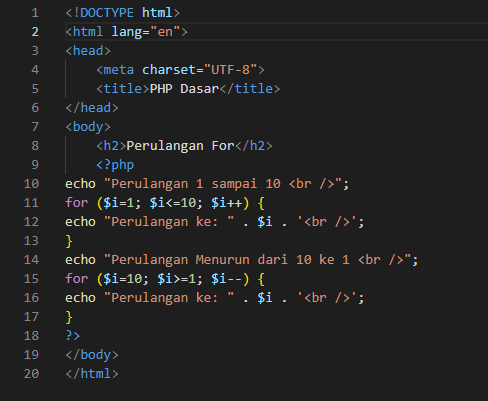 1 <!DOCTYPE html>
2 <html lang="en">
3 <head>
4     <meta charset="UTF-8">
5     <title>PHP Dasar</title>
6 </head>
7 <body>
8     <h2>Perulangan For</h2>
9     <?php
10 echo "Perulangan 1 sampai 10 <br />";
11 for ($i=1; $i<=10; $i++) {
12 echo "Perulangan ke: " . $i . '<br />';
13 }
14 echo "Perulangan Menurun dari 10 ke 1 <br />";
15 for ($i=10; $i>=1; $i--) {
16 echo "Perulangan ke: " . $i . '<br />';
17 }
18 ?>
19 </body>
20 </html>